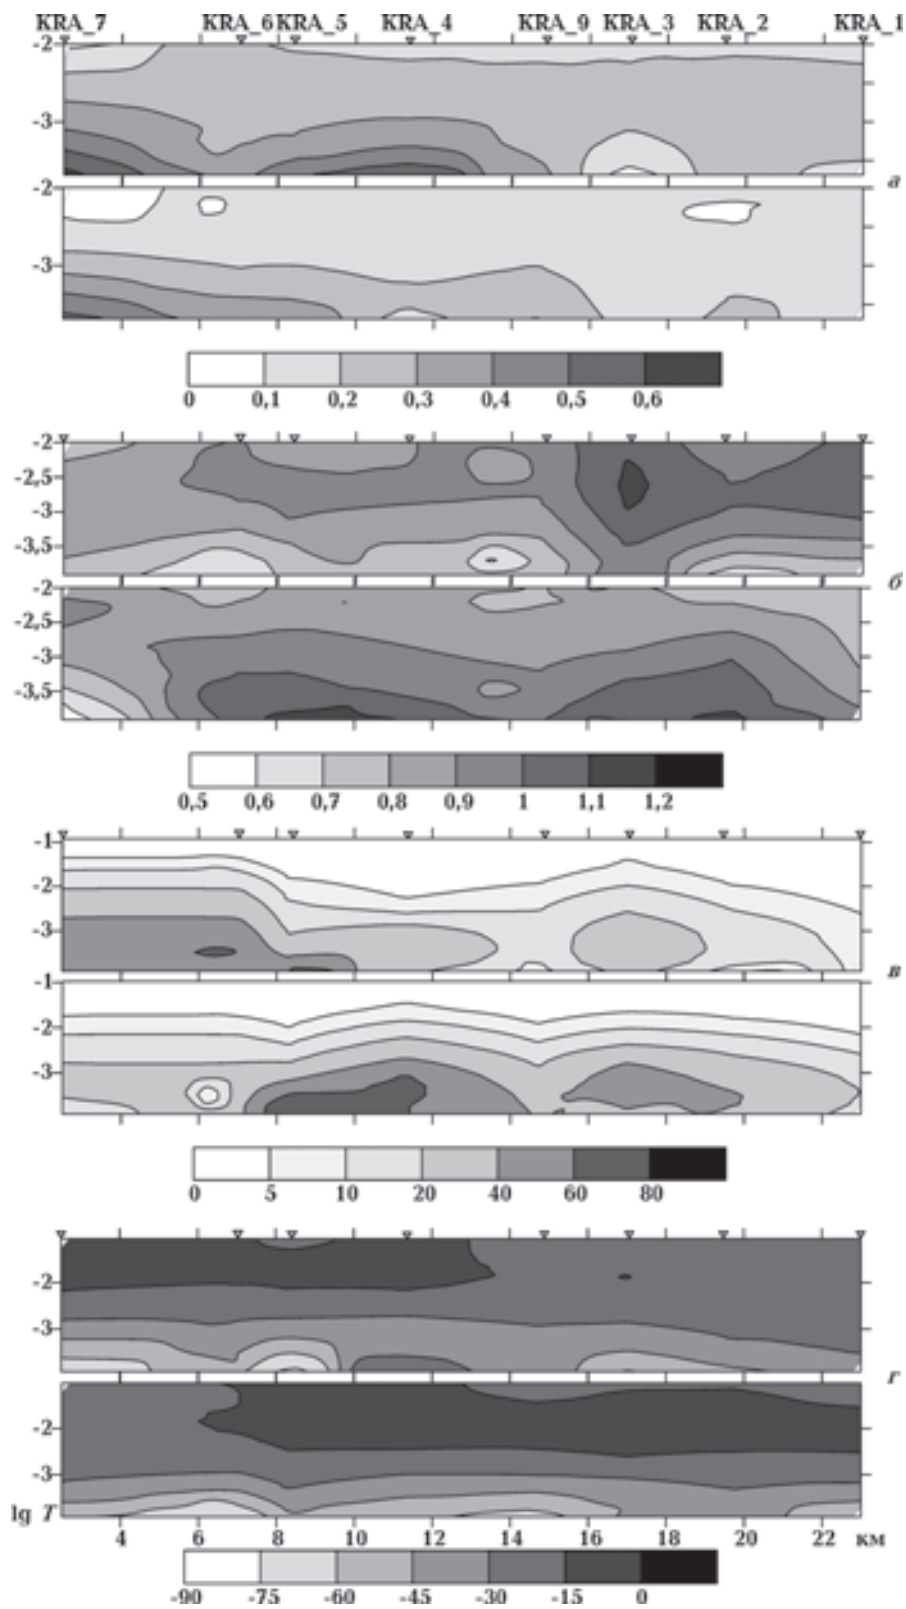 KRA_7 KRA_6 KRA_5 KRA_4 KRA_9 KRA_3 KRA_2 KRA_1
-2
-3
а
-2
-3
0 0,1 0,2 0,3 0,4 0,5 0,6
-2
-2,5
-3
-3,5
б
-2
-2,5
-3
-3,5
0,5 0,6 0,7 0,8 0,9 1 1,1 1,2
-1
-2
-3
в
-1
-2
-3
0 5 10 20 40 60 80
-2
-3
г
-2
-3
lg T
4 6 8 10 12 14 16 18 20 22 км
-90 -75 -60 -45 -30 -15 0